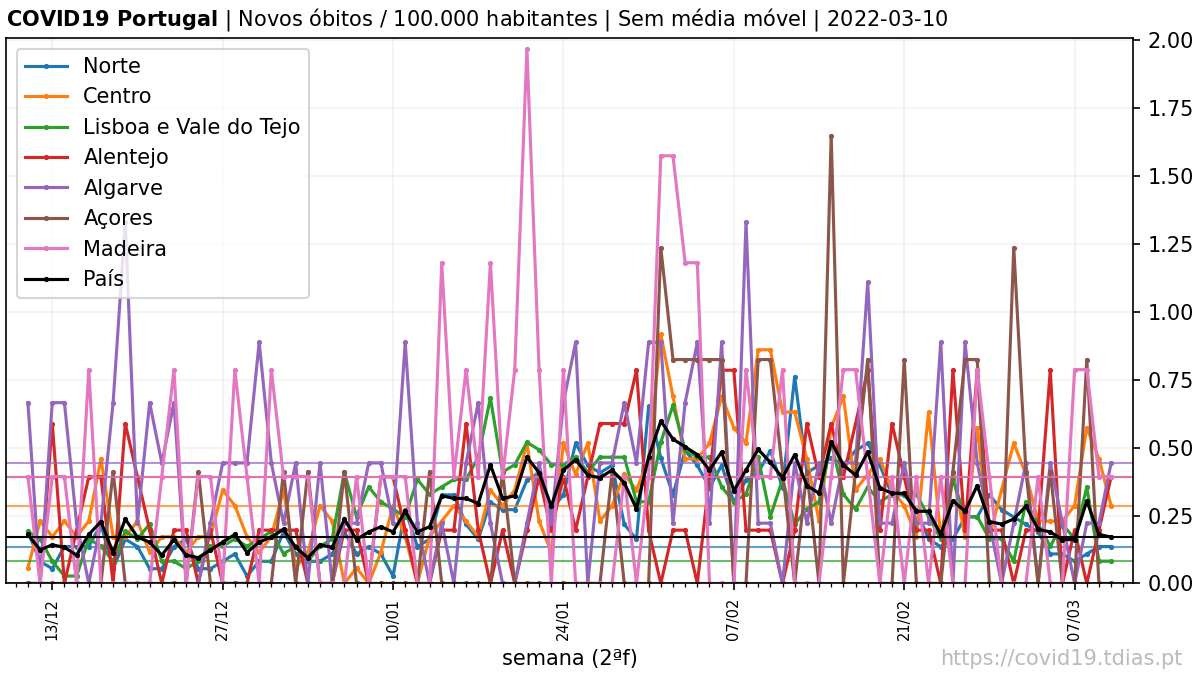 COVID19 Portugal | Novos óbitos / 100.000 habitantes | Sem média móvel | 2022-03-10
Norte
Centro
Lisboa e Vale do Tejo
Alentejo
Algarve
Açores
Madeira
País
2.00
1.75
1.50
1.25
1.00
0.75
0.50
0.25
0.00
13/12
27/12
10/01
24/01
07/02
21/02
07/03
semana (2ªf)
https://covid19.tdias.pt